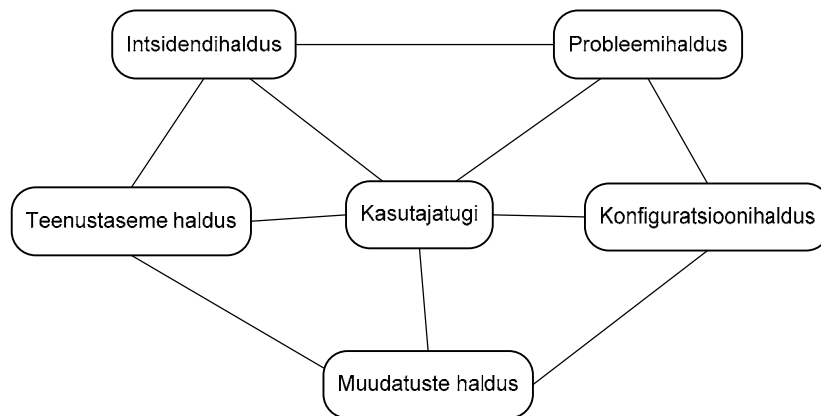 Intsidendihaldus
Probleemihaldus
Teenustaseme haldus
Kasutajatugi
Konfiguratsioonihaldus
Muudatuste haldus